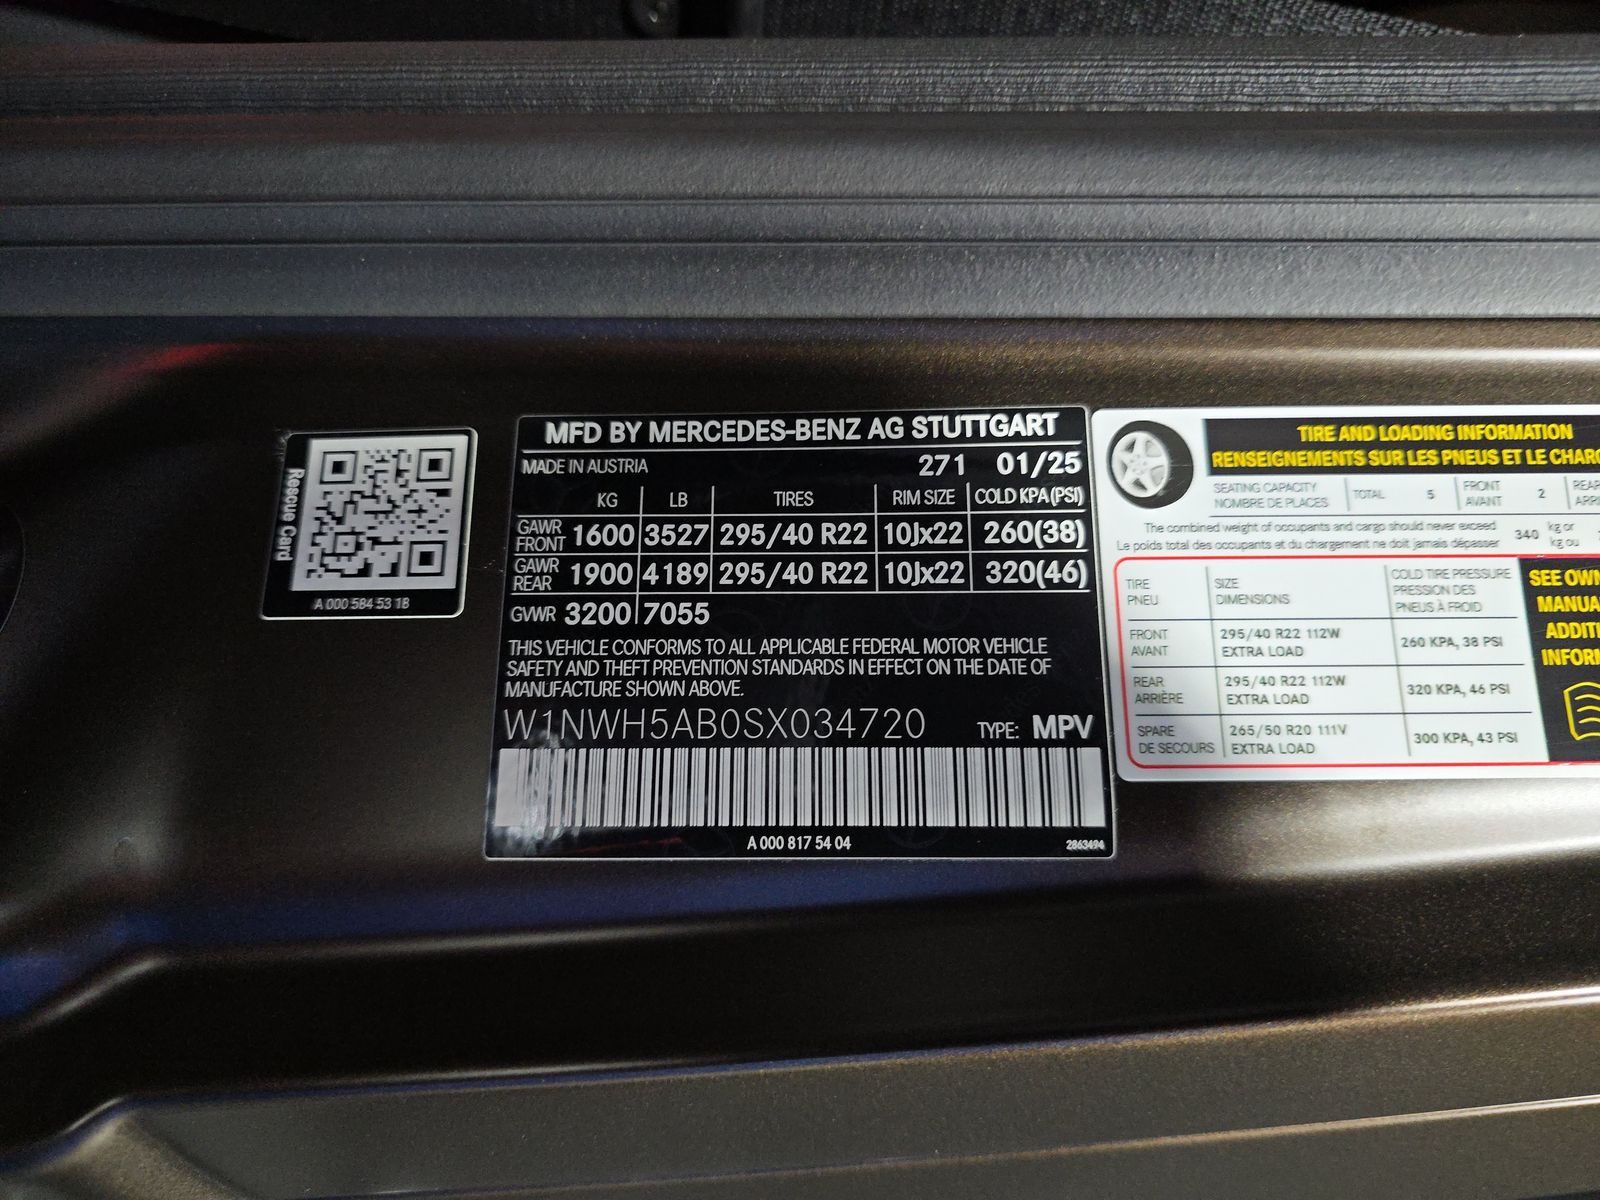 Rescue Card
A 000 584 53 18
MFD BY MERCEDES-BENZ AG STUTTGART
MADE IN AUSTRIA 271 01/25
KG LB TIRES RIM SIZE COLD KPA(PSI)
GAWR FRONT 1600 3527 295/40 R22 10Jx22 260(38)
GAWR REAR 1900 4189 295/40 R22 10Jx22 320(46)
GVWR 3200 7055
THIS VEHICLE CONFORMS TO ALL APPLICABLE FEDERAL MOTOR VEHICLE
SAFETY AND THEFT PREVENTION STANDARDS IN EFFECT ON THE DATE OF
MANUFACTURE SHOWN ABOVE.
W1NWH5AB0SX034720 TYPE: MPV
A 000 817 54 04 2863494
TIRE AND LOADING INFORMATION
RENSEIGNEMENTS SUR LES PNEUS ET LE
SEATING CAPACITY
NOMBRE DE PLACES
TOTAL 5
FRONT
AVANT
2
The combined weight of occupants and cargo should never exceed
Le poids total des occupants et du chargement ne doit jamais dépasser
340
kg or
kg ou
TIRE
PNEU
SIZE
DIMENSIONS
COLD TIRE PRESSURE
PRESSION DES
PNEUS À FROID
FRONT
AVANT
295/40 R22 112W
EXTRA LOAD
260 KPA, 38 PSI
REAR
ARRIÈRE
295/40 R22 112W
EXTRA LOAD
320 KPA, 46 PSI
SPARE
DE SECOURS
265/50 R20 111V
EXTRA LOAD
300 KPA, 43 PSI
SEE